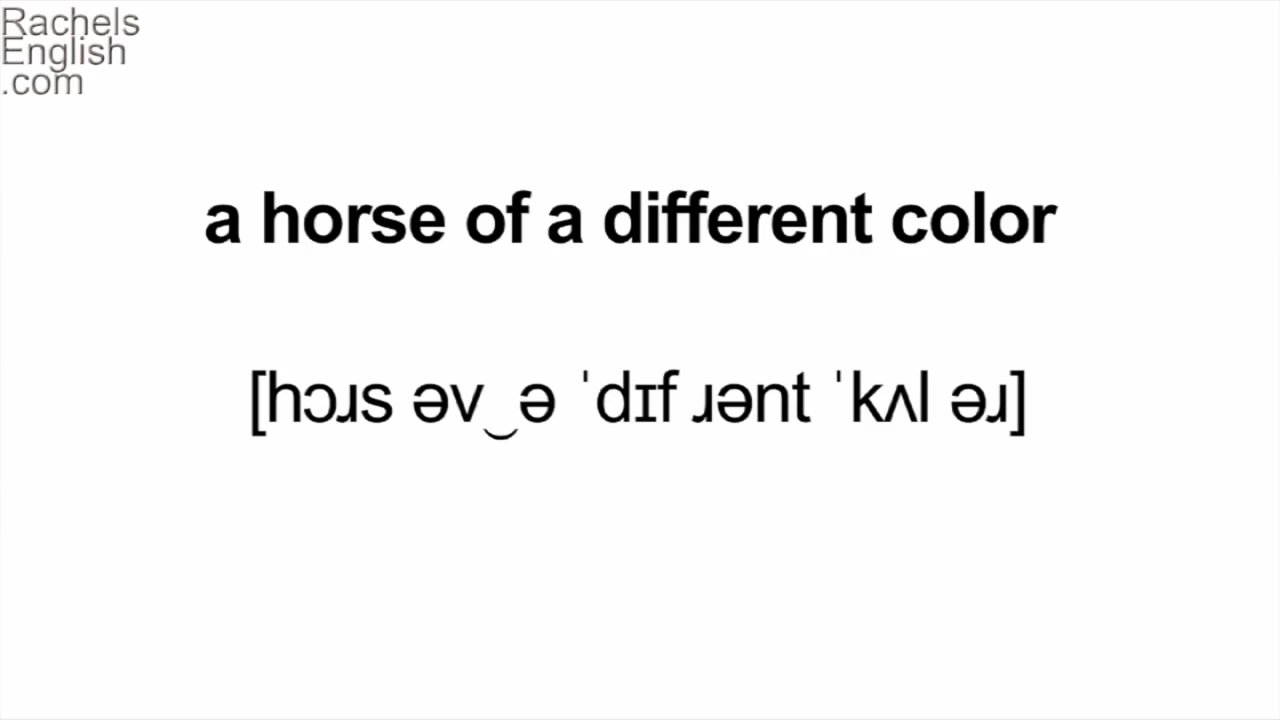 Rachels
English
.com
a horse of a different color
[hɔɹs əv‿ə ˈdɪf ɹənt ˈkʌl əɹ]